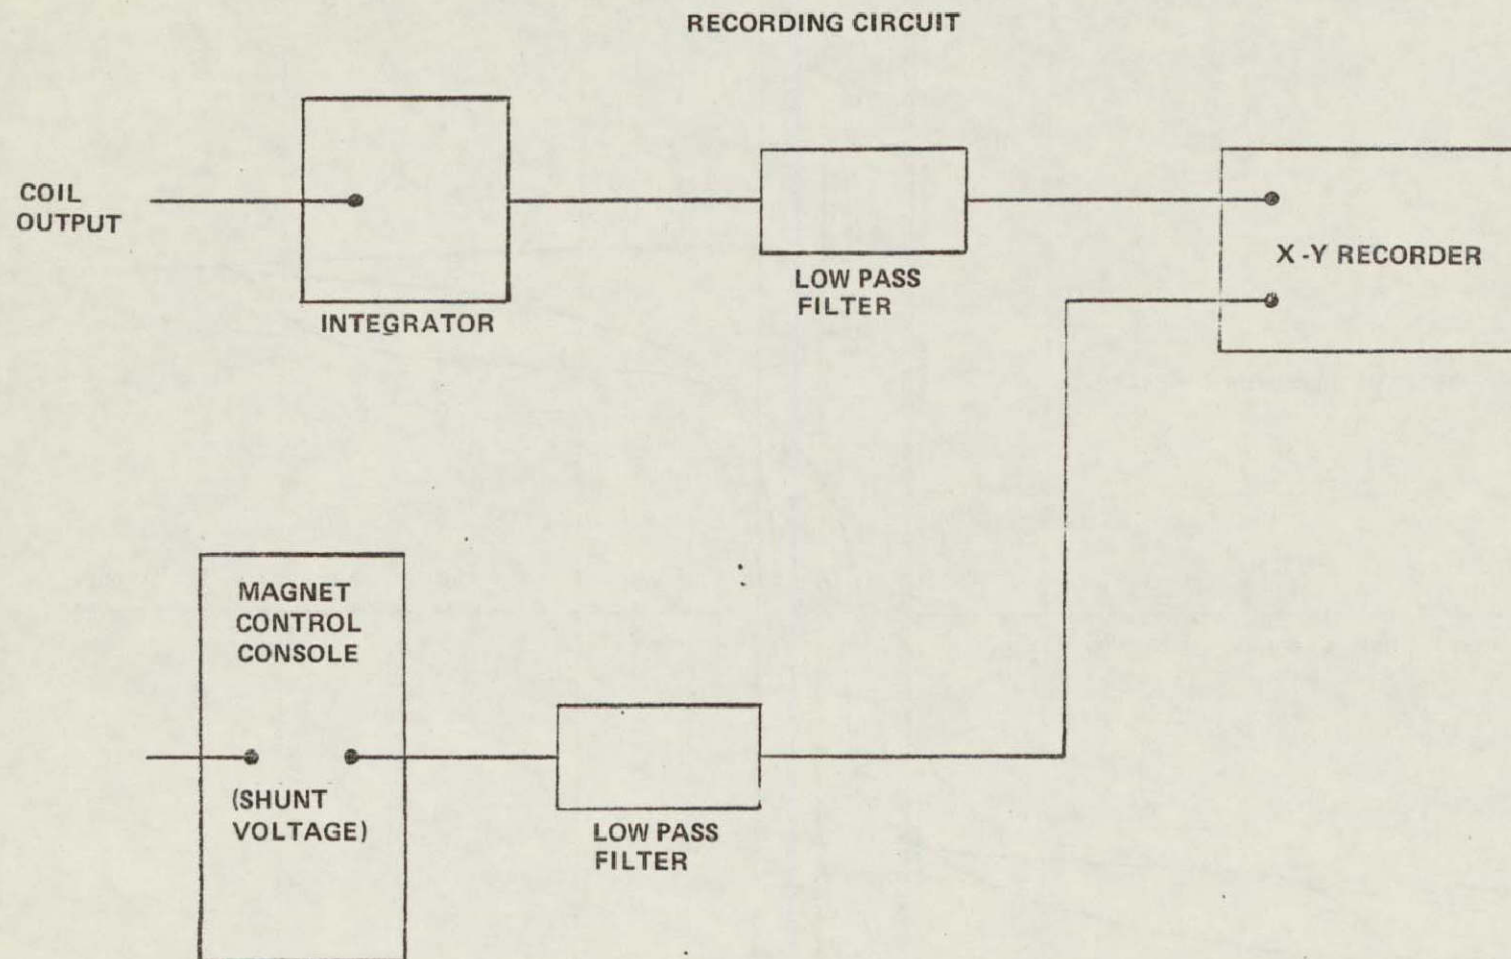 RECORDING CIRCUIT
COIL
OUTPUT
INTEGRATOR
LOW PASS
FILTER
X-Y RECORDER
MAGNET
CONTROL
CONSOLE
(SHUNT
VOLTAGE)
LOW PASS
FILTER